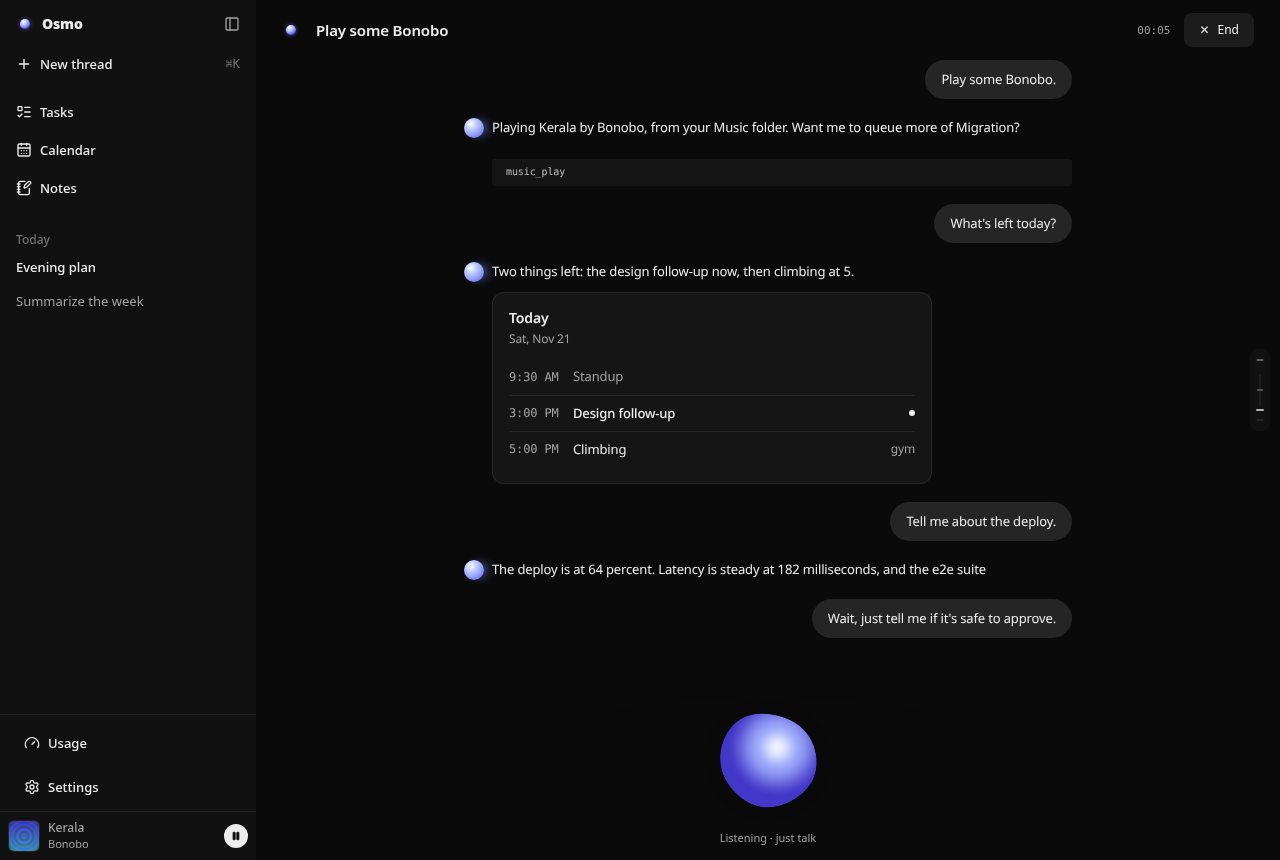 Osmo
New thread ⌘K
Tasks
Calendar
Notes
Today
Evening plan
Summarize the week
Usage
Settings
Kerala
Bonobo
Play some Bonobo
00:05
End
Play some Bonobo.
Playing Kerala by Bonobo, from your Music folder. Want me to queue more of Migration?
music_play
What's left today?
Two things left: the design follow-up now, then climbing at 5.
Today
Sat, Nov 21
9:30 AM Standup
3:00 PM Design follow-up
5:00 PM Climbing gym
Tell me about the deploy.
The deploy is at 64 percent. Latency is steady at 182 milliseconds, and the e2e suite
Wait, just tell me if it's safe to approve.
Listening · just talk